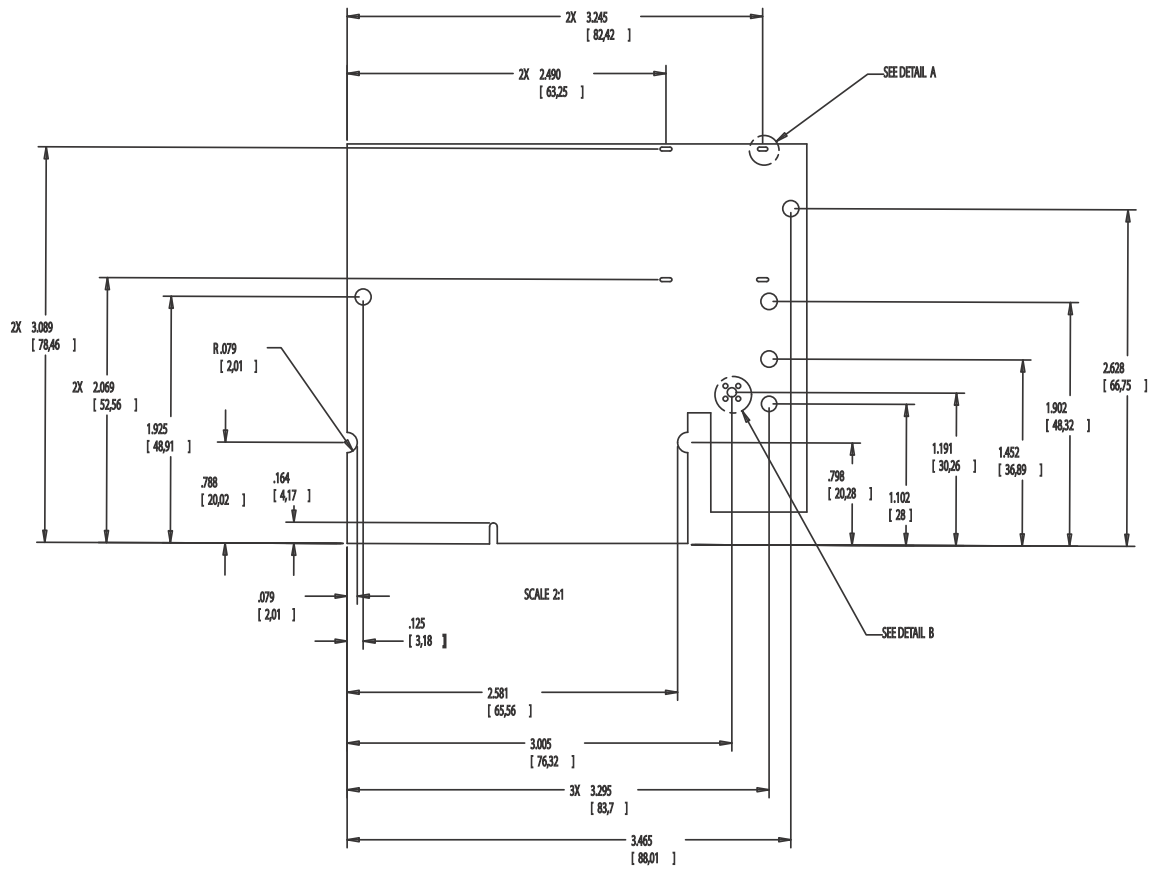 2X 3.245
[ 82,42 ]
2X 2.490
[ 63,25 ]
SEE DETAIL A
2X 3.089
[ 78,46 ]
2X 2.069
[ 52,56 ]
1.925
[ 48,91 ]
R .079
[ 2,01 ]
.788
[ 20,02 ]
.164
[ 4,17 ]
2.628
[ 66,75 ]
1.902
[ 48,32 ]
1.452
[ 36,89 ]
1.191
[ 30,26 ]
1.102
[ 28 ]
.798
[ 20,28 ]
.079
[ 2,01 ]
SCALE 2:1
.125
[ 3,18 ]
SEE DETAIL B
2.581
[ 65,56 ]
3.005
[ 76,32 ]
3X 3.295
[ 83,7 ]
3.465
[ 88,01 ]